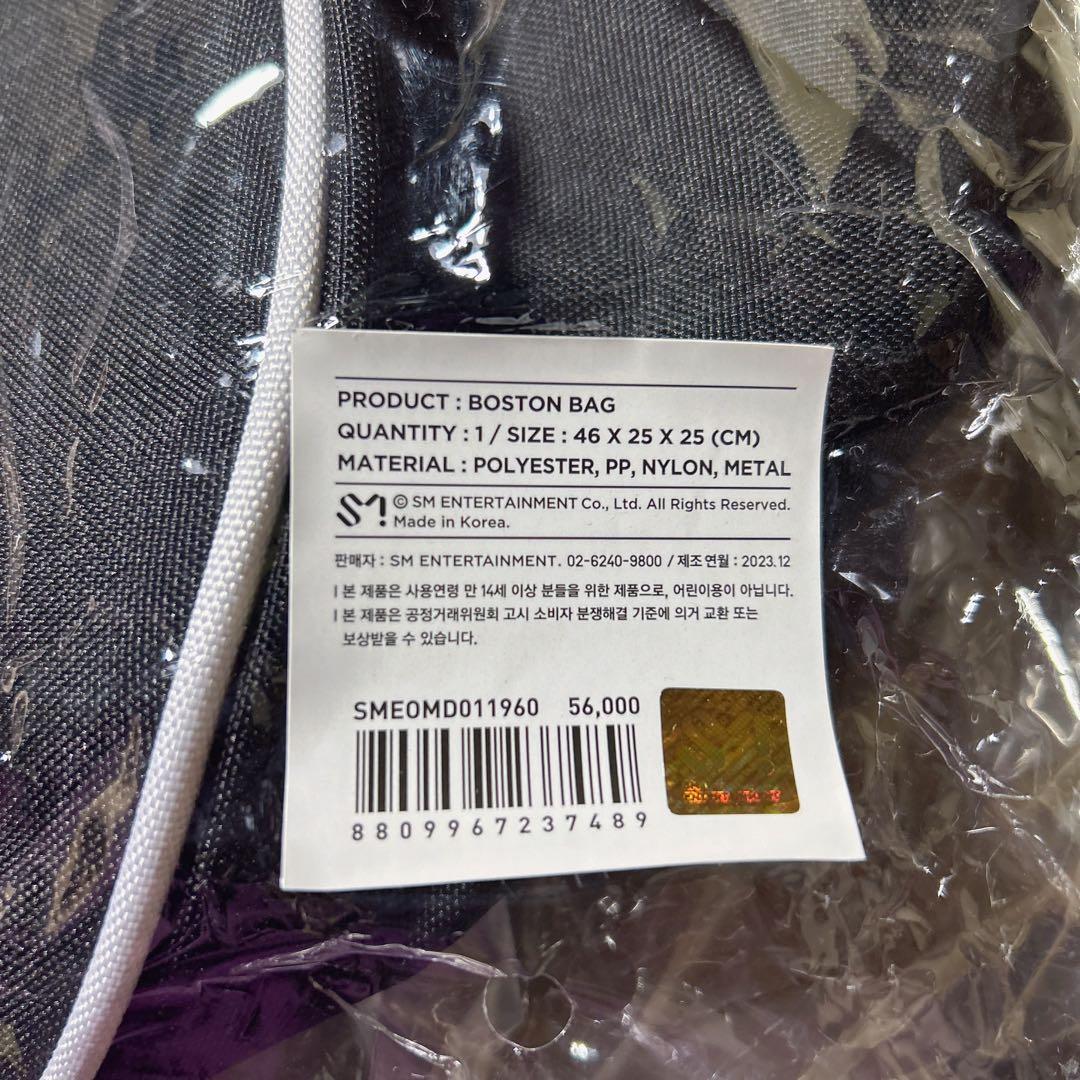 PRODUCT : BOSTON BAG
QUANTITY : 1 / SIZE : 46 X 25 X 25 (CM)
MATERIAL : POLYESTER, PP, NYLON, METAL
SM! © SM ENTERTAINMENT Co., Ltd. All Rights Reserved.
Made in Korea.
판매자 : SM ENTERTAINMENT. 02-6240-9800 / 제조연월 : 2023.12
l 본 제품은 사용연령 만 14세 이상 분들을 위한 제품으로, 어린이용이 아닙니다.
l 본 제품은 공정거래위원회 고시 소비자 분쟁해결 기준에 의거 교환 또는
보상받을 수 있습니다.
SMEOMD011960 56,000
8809967237489